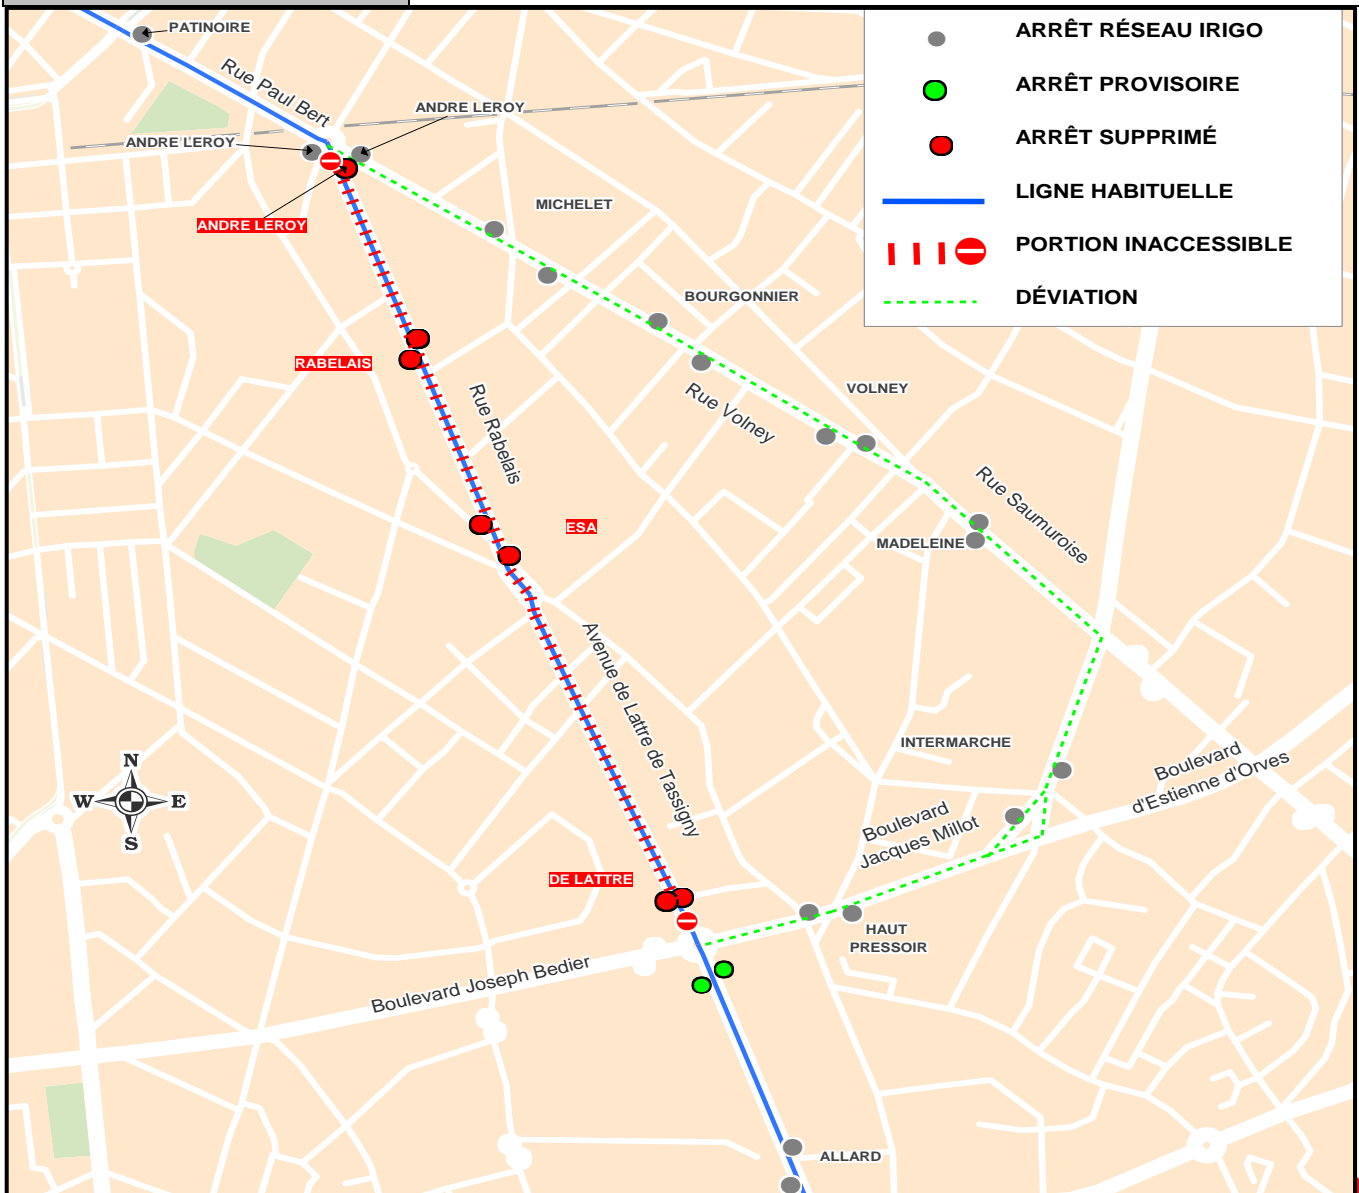 PATINOIRE
ARRÊT RÉSEAU IRIGO
ARRÊT PROVISOIRE
ARRÊT SUPPRIMÉ
LIGNE HABITUELLE
PORTION INACCESSIBLE
DÉVIATION
Rue Paul Bert
ANDRE LEROY
ANDRE LEROY
ANDRE LEROY
MICHELET
BOURGONNIER
RABELAIS
Rue Rabelais
Rue Volney
VOLNEY
Rue Saumuroise
ESA
MADELEINE
Avenue de Lattre de Tassigny
INTERMARCHE
Boulevard
d'Estienne d'Orves
N
W E
S
Boulevard
Jacques Millot
DE LATTRE
HAUT
PRESSOIR
Boulevard Joseph Bedier
ALLARD